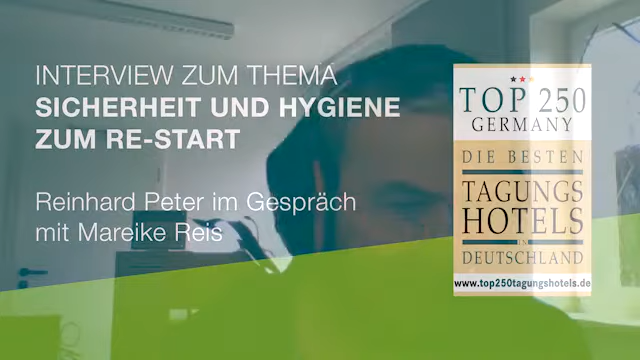 INTERVIEW ZUM THEMA
SICHERHEIT UND HYGIENE
ZUM RE-START
Reinhard Peter im Gespräch
mit Mareike Reis
TOP 250
GERMANY
DIE BESTEN
TAGUNGS
HOTELS
IN
DEUTSCHLAND
www.top250tagungshotels.de